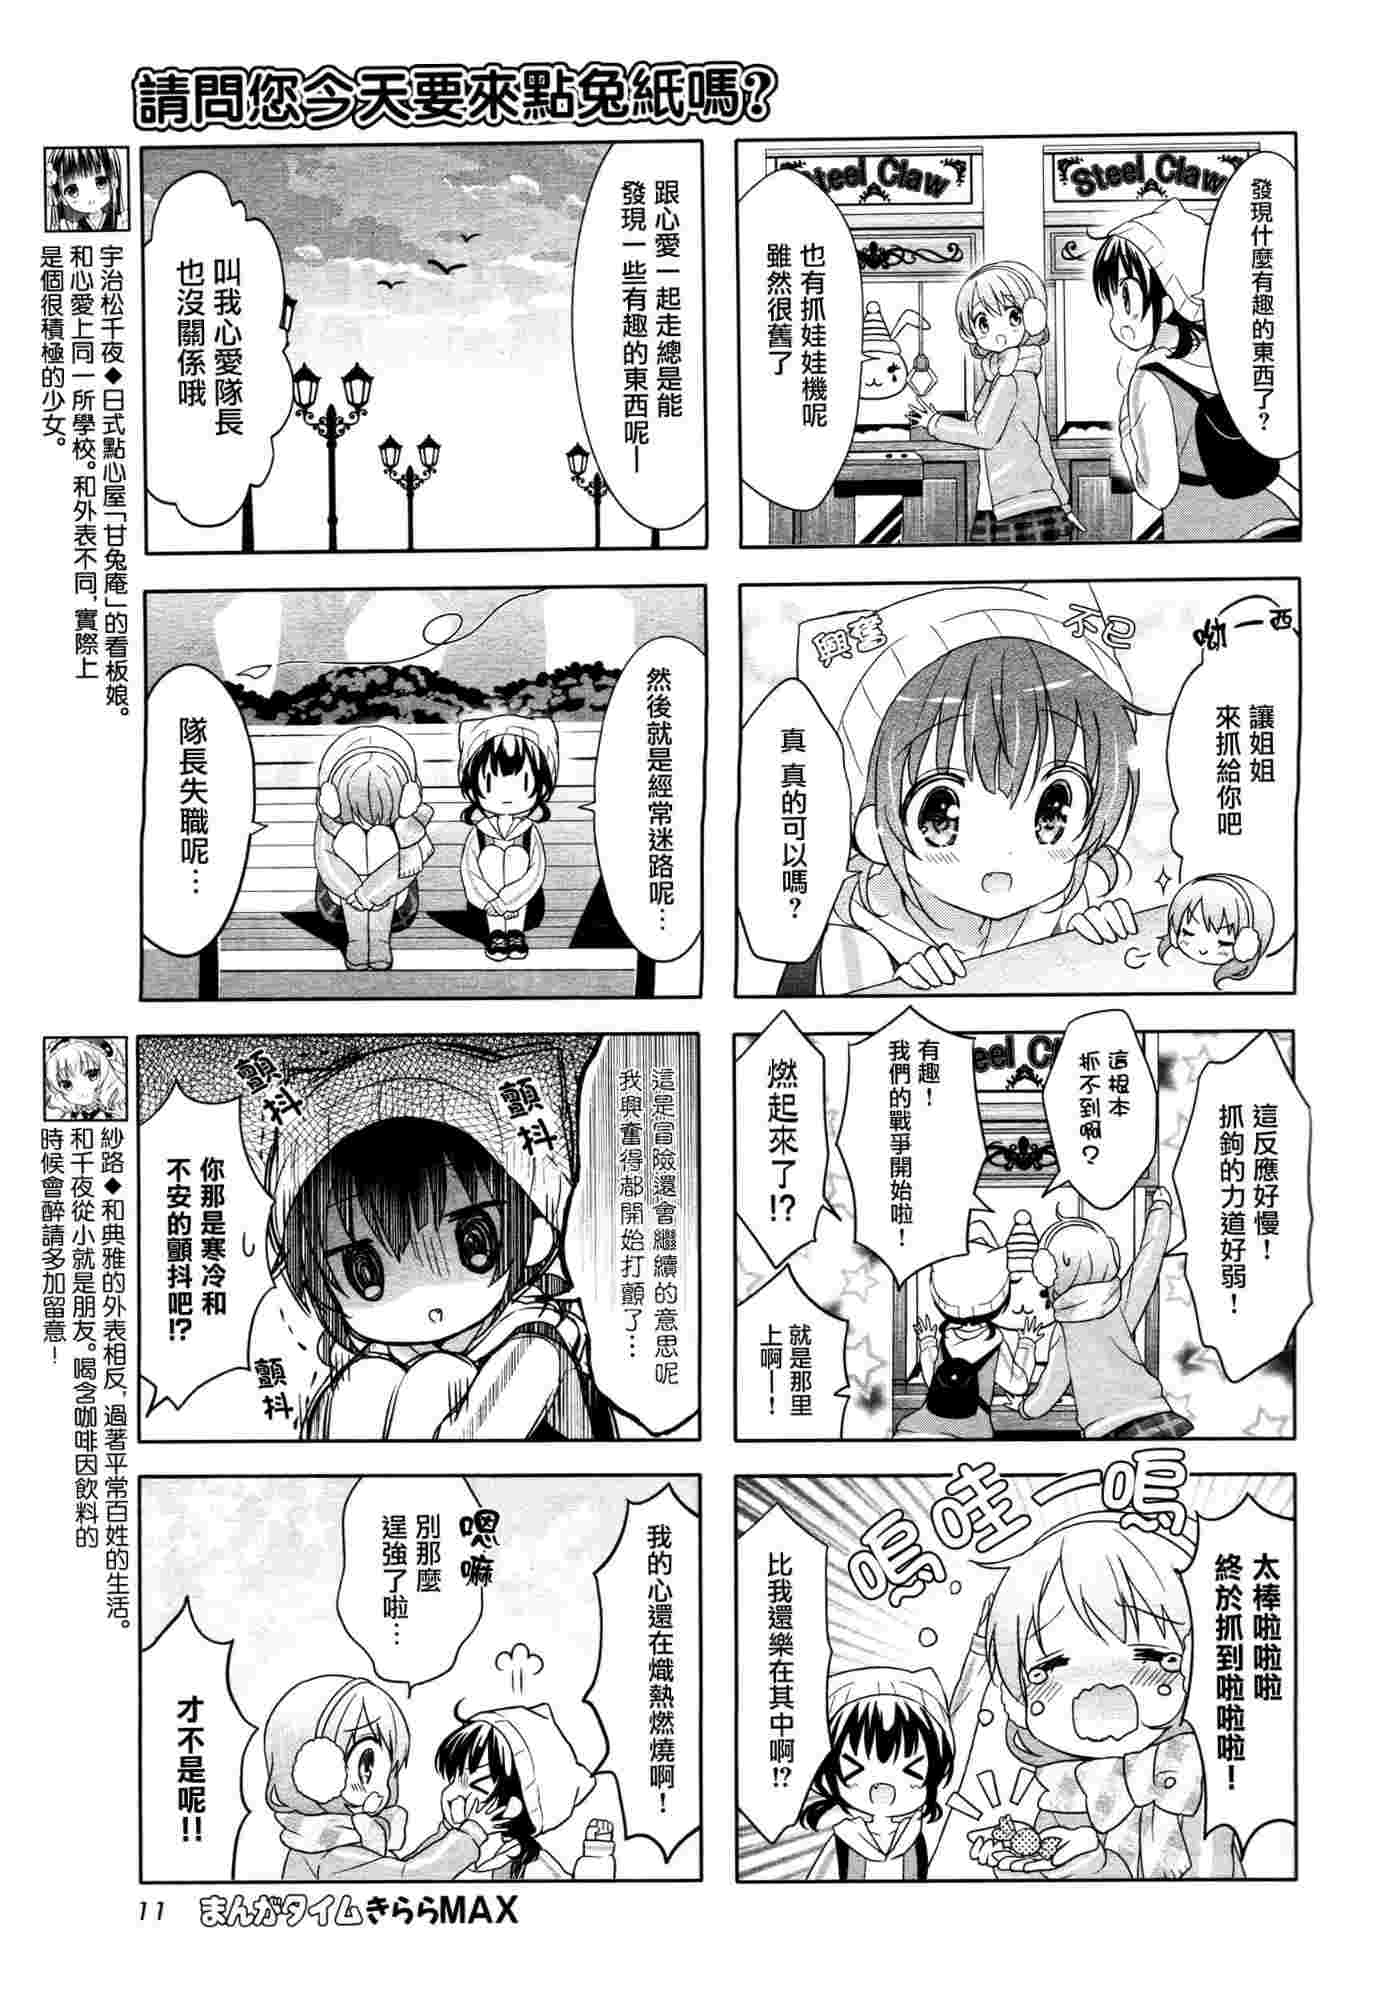 請問您今天要來點兔紙嗎?
發現什麼有趣的東西了?
也有抓娃娃機呢
雖然很舊了
Steel Claw
Steel Claw
呦一西
讓姐姐
來抓給你吧
興奮
不已
真 真的可以嗎?
這反應好慢!
抓鉤的力道好弱!
這根本
抓不到啊?
有趣!
我們的戰爭開始啦!
燃起來了!?
就是那里
上啊—!
eel Cl
太棒啦啦啦
終於抓到啦啦啦!
嗚哇—嗚
嗚
比我還樂在其中啊!?
跟心愛一起走總是能
發現一些有趣的東西呢—
叫我心愛隊長
也沒關係哦
然後就是經常迷路呢…
隊長失職呢…
這是冒險還會繼續的意思呢
我興奮得都開始打顫了…
顫抖
顫抖
顫抖
你那是寒冷和
不安的顫抖吧!?
我的心還在熾熱燃燒啊!
嗯嘛
別那麼
逞強了啦…
才不是呢!!
宇治松千夜◆日式點心屋「甘兔庵」的看板娘。
和心愛上同一所學校。和外表不同,實際上
是個很積極的少女。
紗路◆和典雅的外表相反,過著平常百姓的生活。
和千夜從小就是朋友。喝含咖啡因飲料的
時候會醉請多加留意!
11
まんがタイムきららMAX